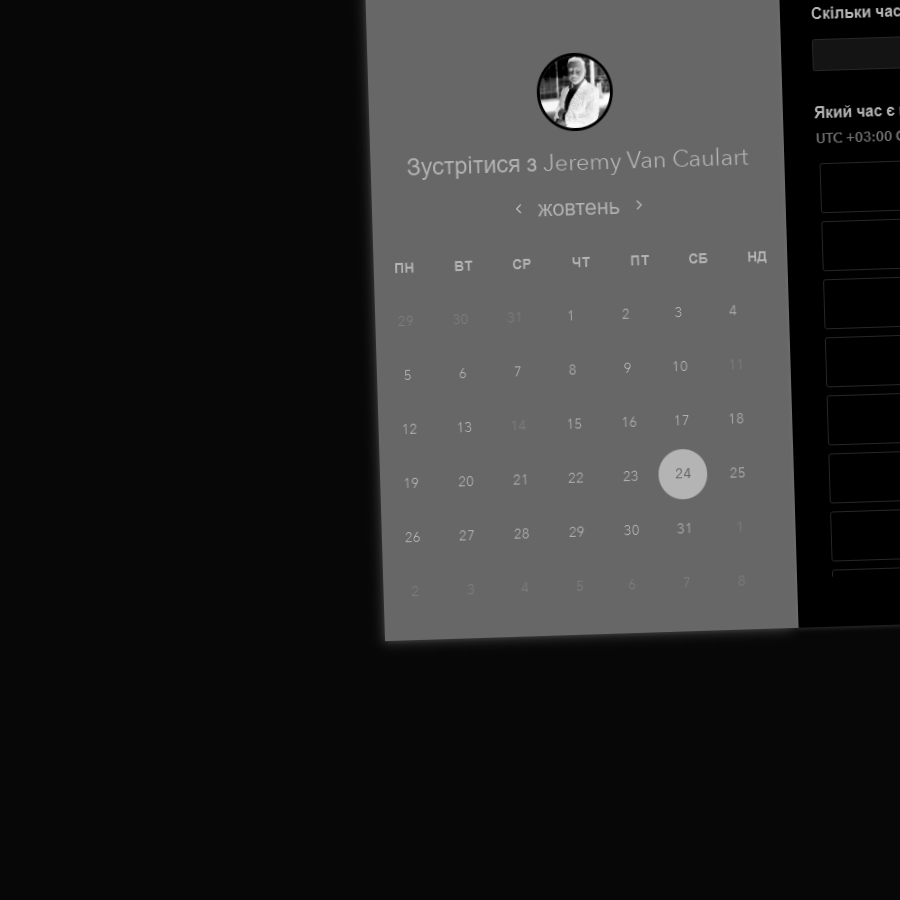 Зустрітися з Jeremy Van Caulart
‹ жовтень ›
ПН ВТ СР ЧТ ПТ СБ НД
29 30 31 1 2 3 4
5 6 7 8 9 10 11
12 13 14 15 16 17 18
19 20 21 22 23 24 25
26 27 28 29 30 31 1
2 3 4 5 6 7 8
Скільки час
Який час є
UTC +03:00